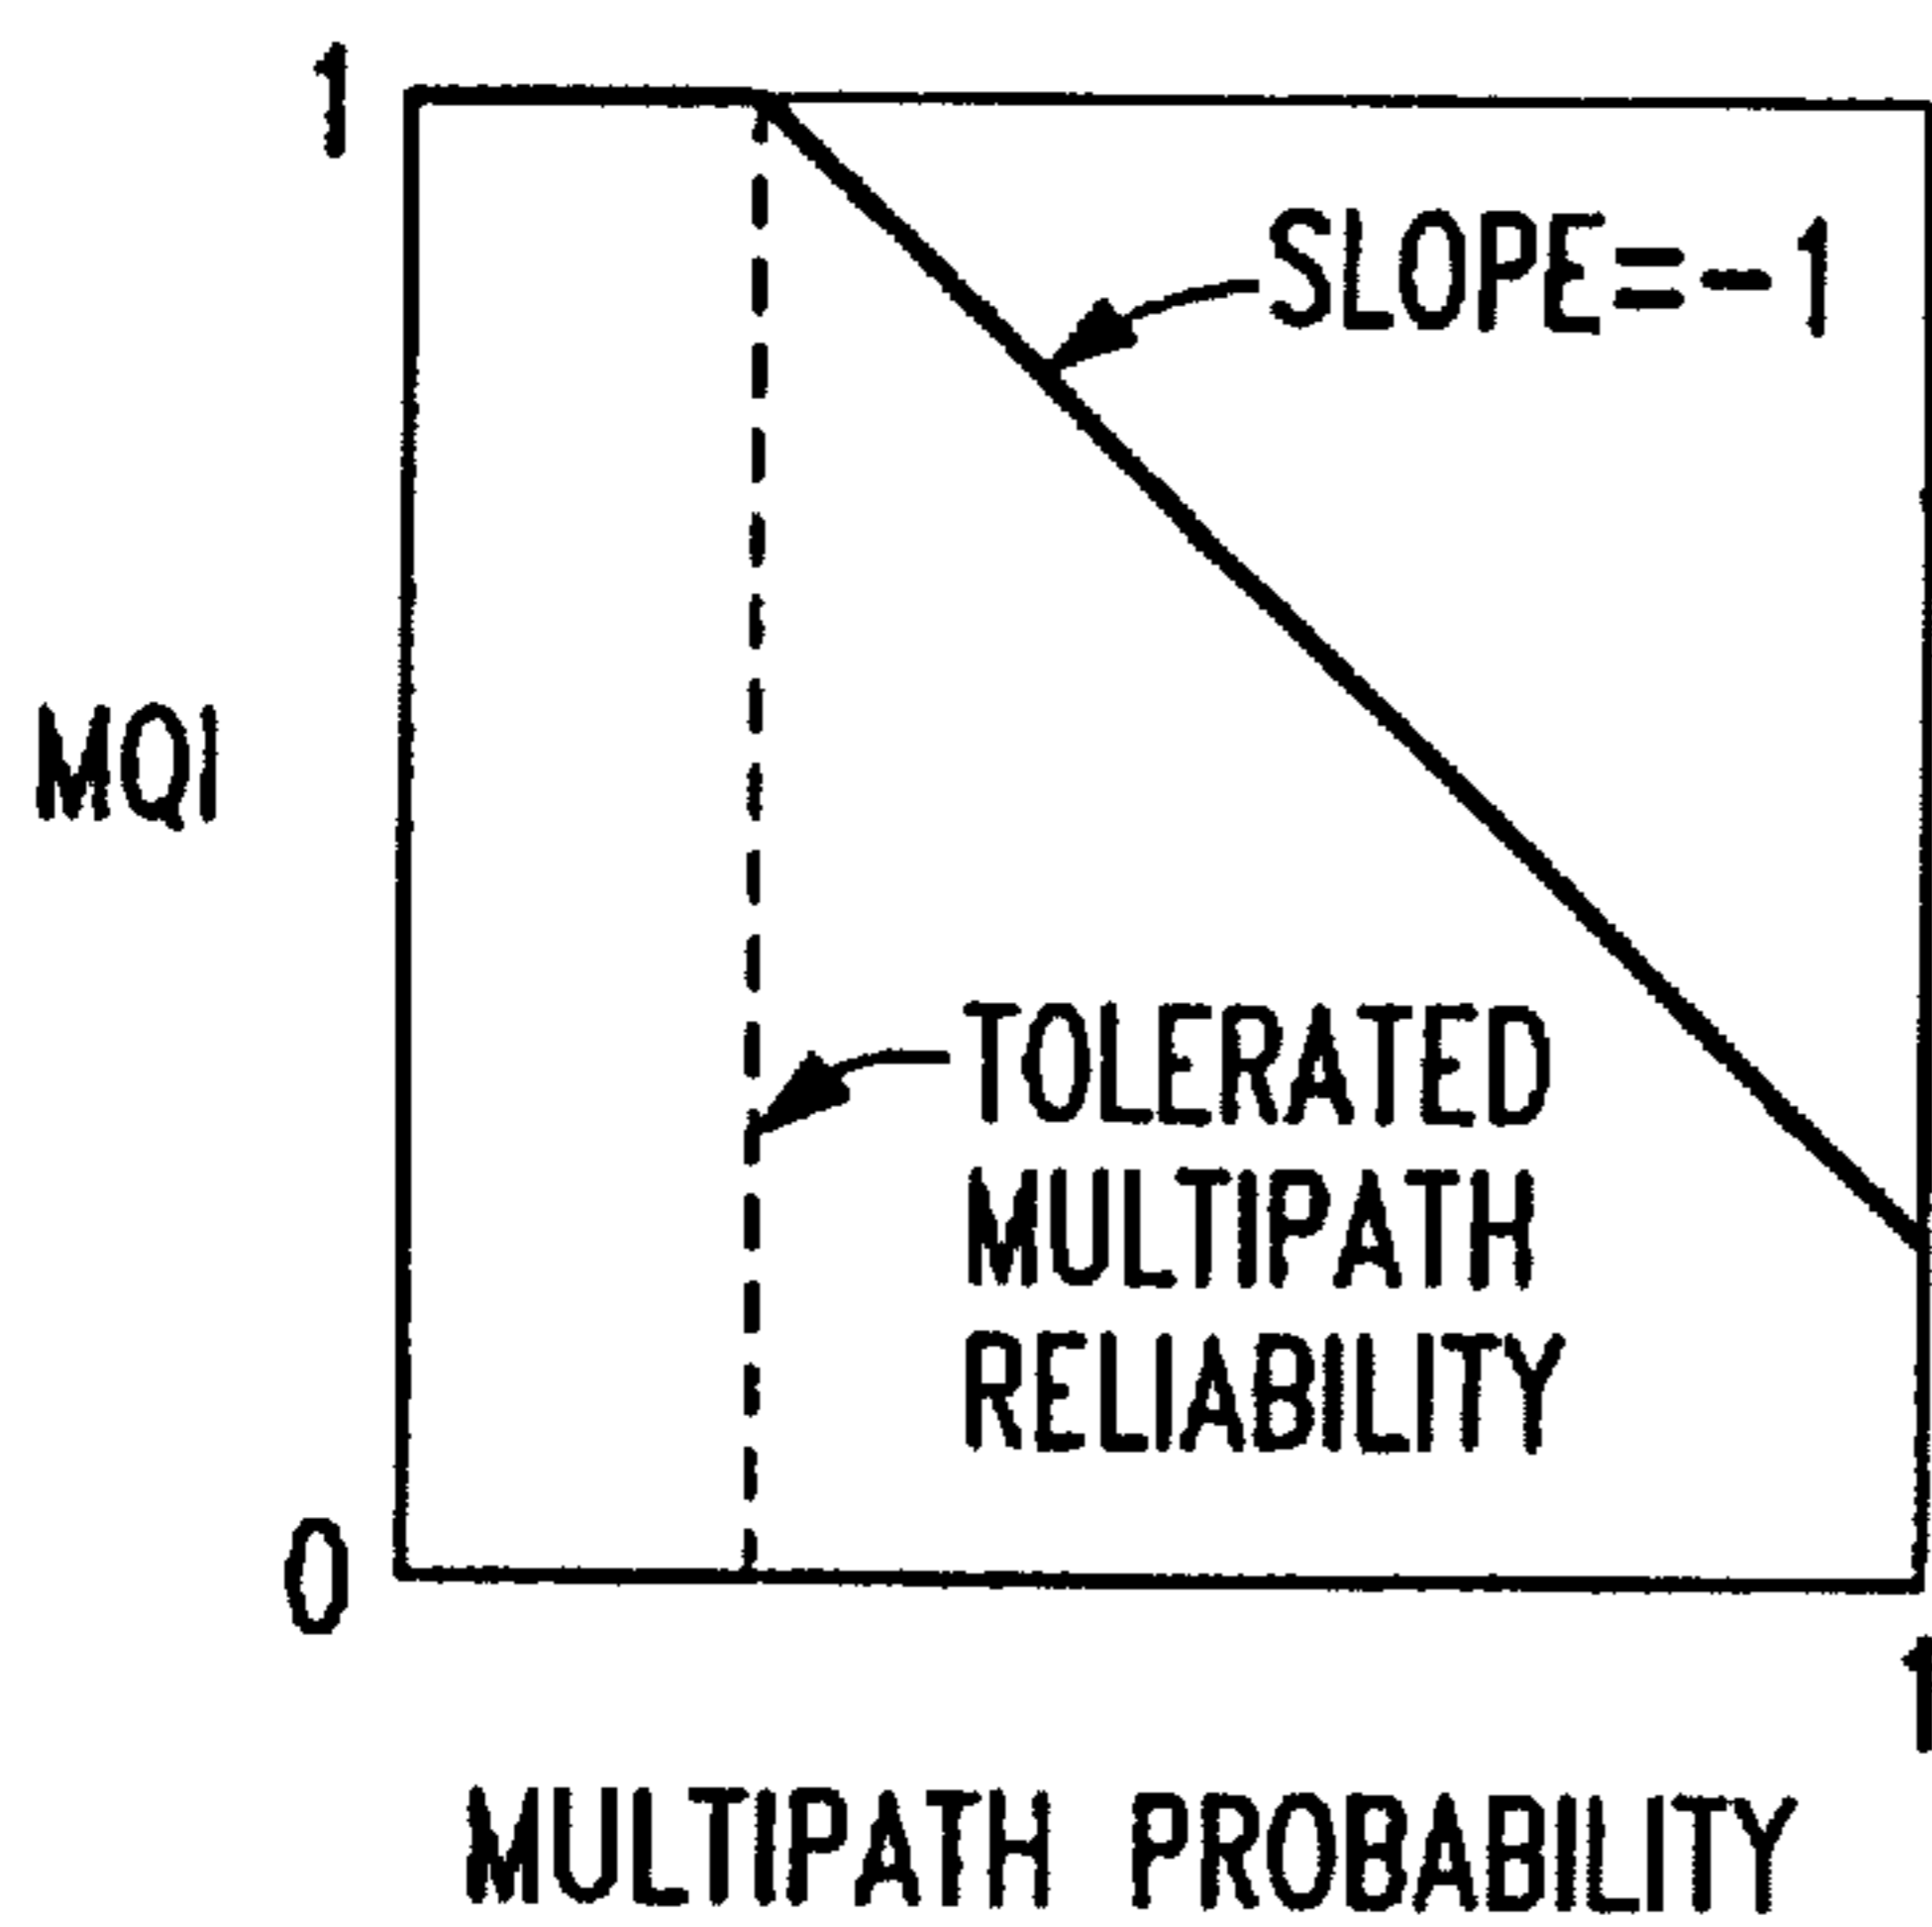 1
SLOPE=-1
MQI
TOLERATED
MULTIPATH
RELIABILITY
0
1
MULTIPATH PROBABILITY